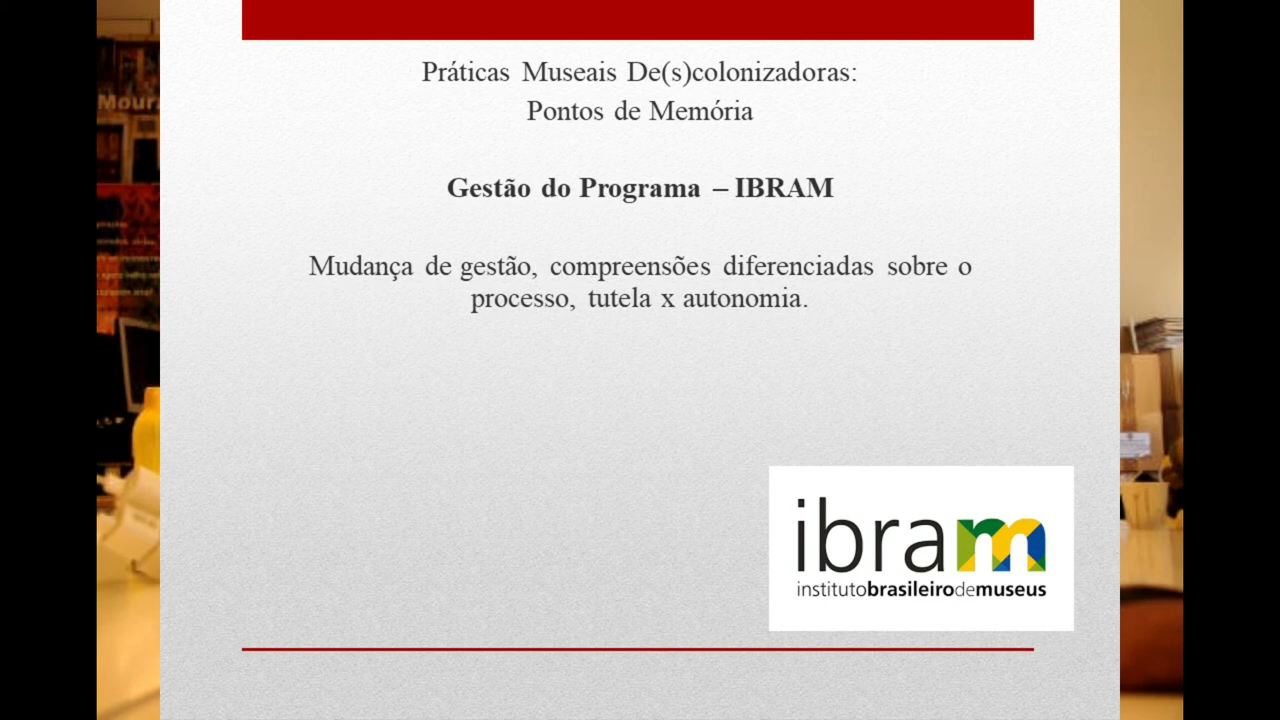 Práticas Museais De(s)colonizadoras:
Pontos de Memória
Gestão do Programa – IBRAM
Mudança de gestão, compreensões diferenciadas sobre o
processo, tutela x autonomia.
ibram
institutobrasileirodemuseus
Moura